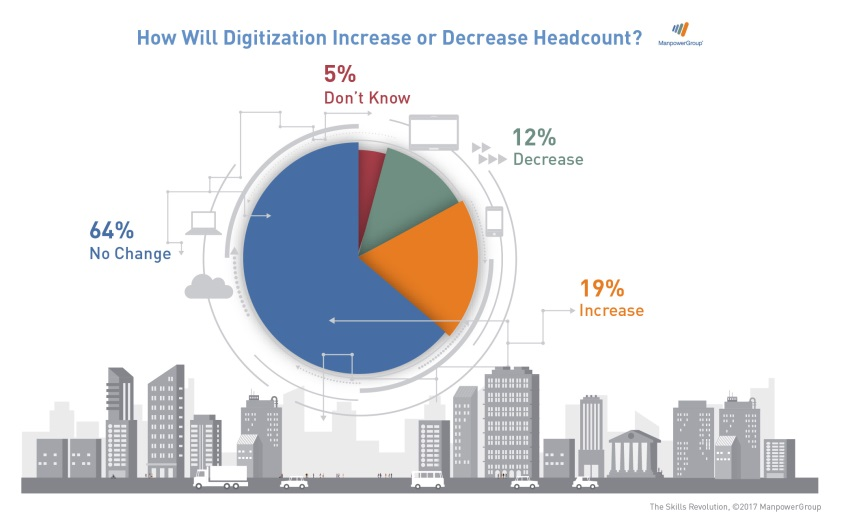 How Will Digitization Increase or Decrease Headcount?
ManpowerGroup
5%
Don't Know
12%
Decrease
64%
No Change
19%
Increase
The Skills Revolution, ©2017 ManpowerGroup